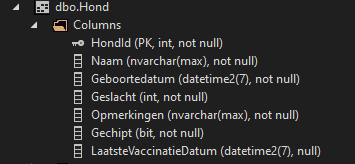 dbo.Hond
Columns
HondId (PK, int, not null)
Naam (nvarchar(max), not null)
Geboortedatum (datetime2(7), not null)
Geslacht (int, not null)
Opmerkingen (nvarchar(max), not null)
Gechipt (bit, not null)
LaatsteVaccinatieDatum (datetime2(7), null)